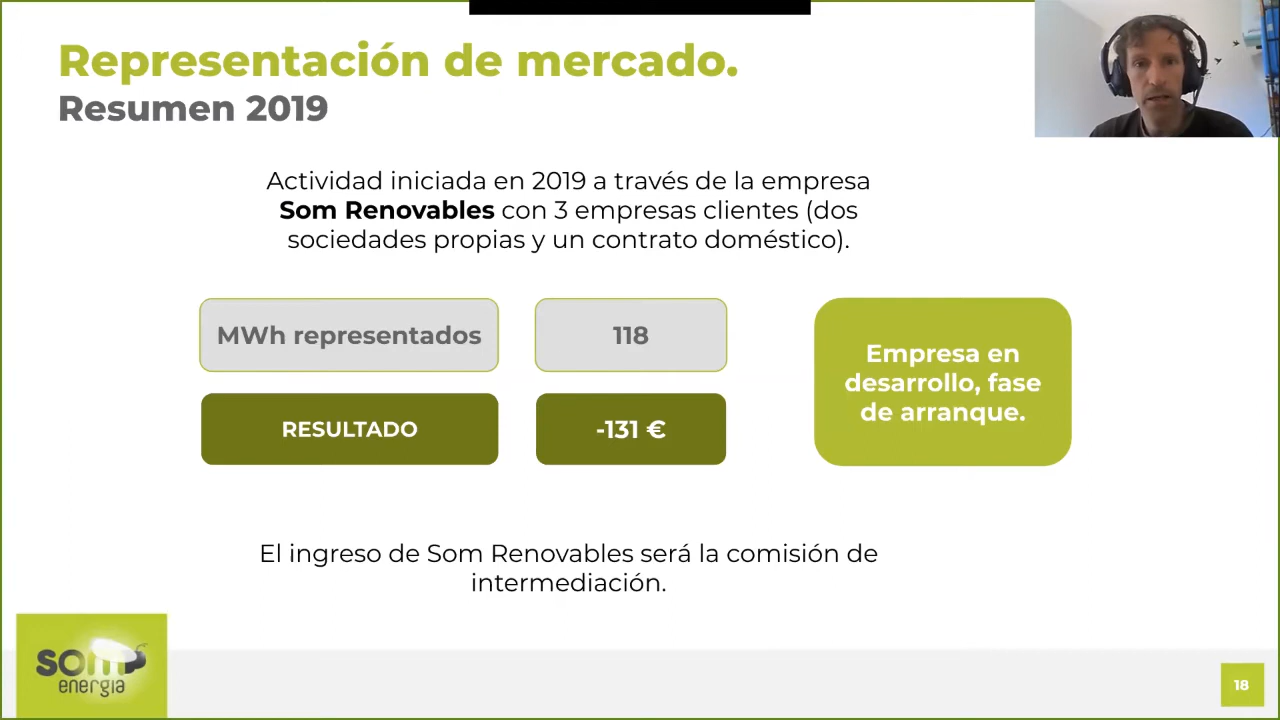 Representación de mercado.
Resumen 2019
Actividad iniciada en 2019 a través de la empresa
Som Renovables con 3 empresas clientes (dos
sociedades propias y un contrato doméstico).
MWh representados
118
RESULTADO
-131 €
Empresa en
desarrollo, fase
de arranque.
El ingreso de Som Renovables será la comisión de
intermediación.
som
energia
18